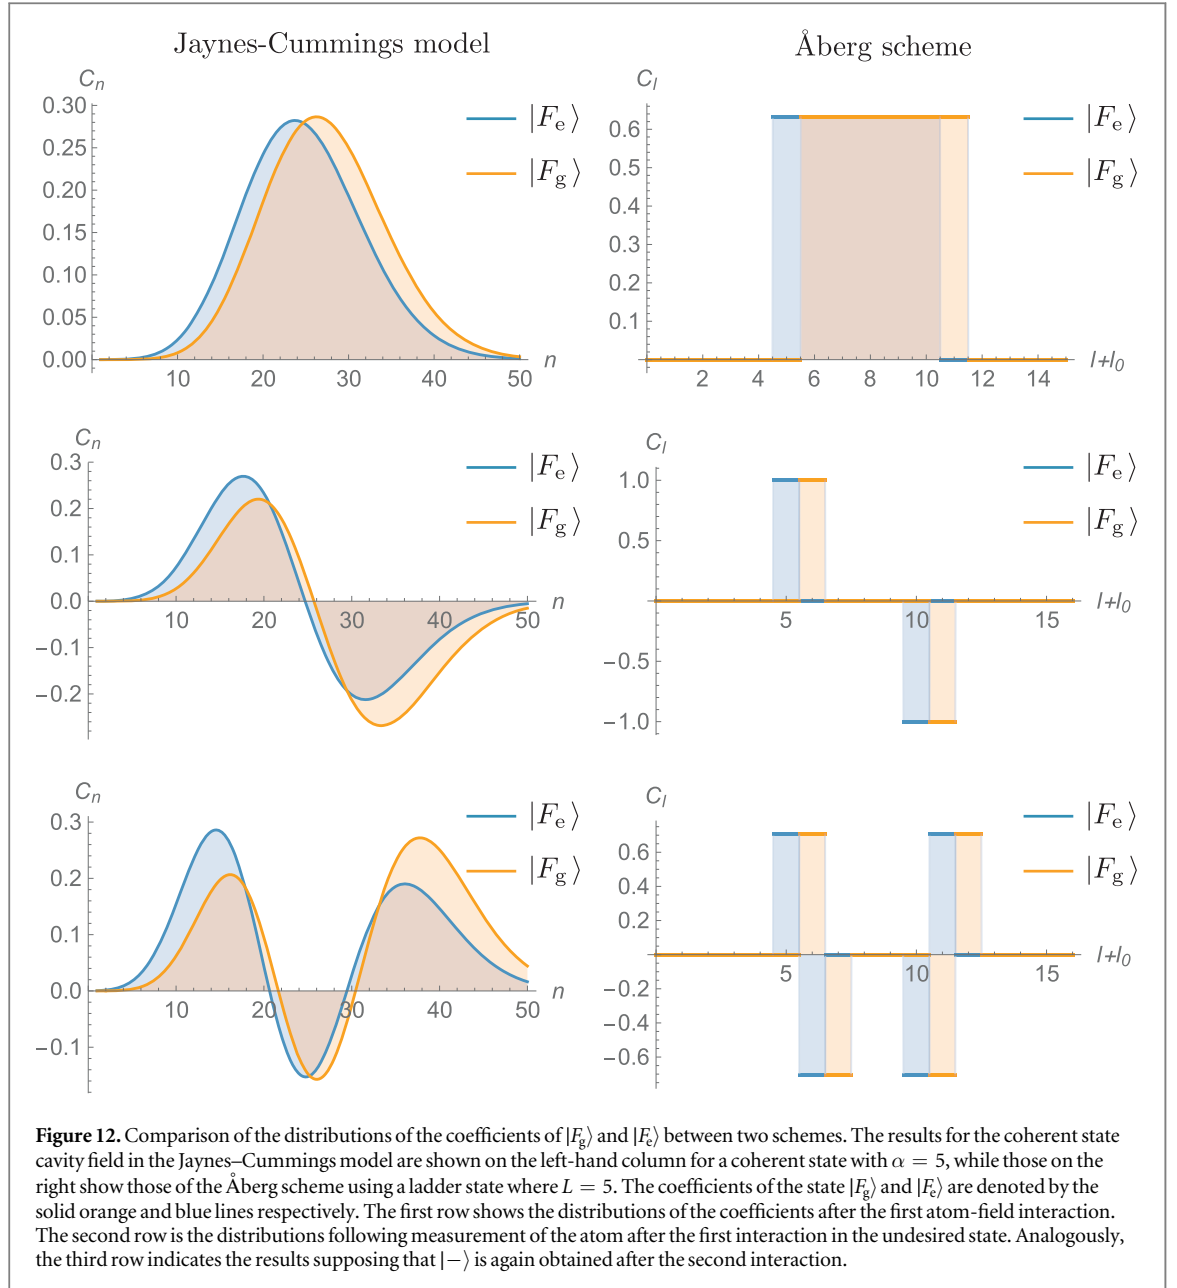 Jaynes-Cummings model
Åberg scheme
C_n
0.30
0.25
0.20
0.15
0.10
0.05
0.00
10 20 30 40 50 n
|F_e⟩
|F_g⟩
C_l
0.6
0.5
0.4
0.3
0.2
0.1
2 4 6 8 10 12 14 l+l_0
|F_e⟩
|F_g⟩
C_n
0.3
0.2
0.1
0.0
−0.1
−0.2
10 20 30 40 50 n
|F_e⟩
|F_g⟩
C_l
1.0
0.5
−0.5
−1.0
5 10 15 l+l_0
|F_e⟩
|F_g⟩
C_n
0.3
0.2
0.1
0.0
−0.1
10 20 30 40 50 n
|F_e⟩
|F_g⟩
C_l
0.6
0.4
0.2
−0.2
−0.4
−0.6
5 10 15 l+l_0
|F_e⟩
|F_g⟩
Figure 12. Comparison of the distributions of the coefficients of |F_g⟩ and |F_e⟩ between two schemes. The results for the coherent state
cavity field in the Jaynes–Cummings model are shown on the left-hand column for a coherent state with α = 5, while those on the
right show those of the Åberg scheme using a ladder state where L = 5. The coefficients of the state |F_g⟩ and |F_e⟩ are denoted by the
solid orange and blue lines respectively. The first row shows the distributions of the coefficients after the first atom-field interaction.
The second row is the distributions following measurement of the atom after the first interaction in the undesired state. Analogously,
the third row indicates the results supposing that |−⟩ is again obtained after the second interaction.